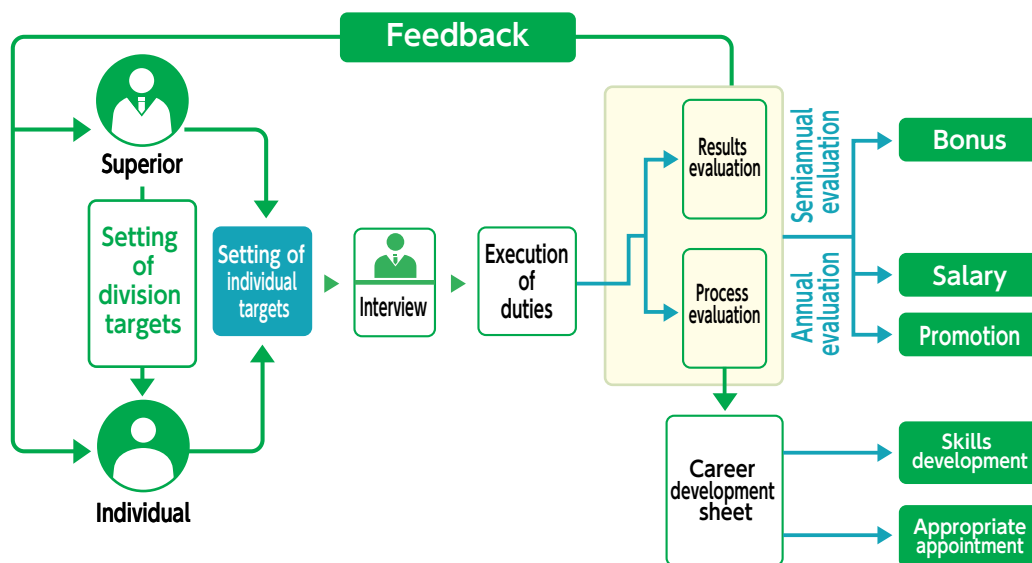 Feedback
Superior
Setting
of
division
targets
Individual
Setting of
individual
targets
Interview
Execution
of
duties
Results
evaluation
Process
evaluation
Semiannual
evaluation
Annual
evaluation
Bonus
Salary
Promotion
Career
development
sheet
Skills
development
Appropriate
appointment